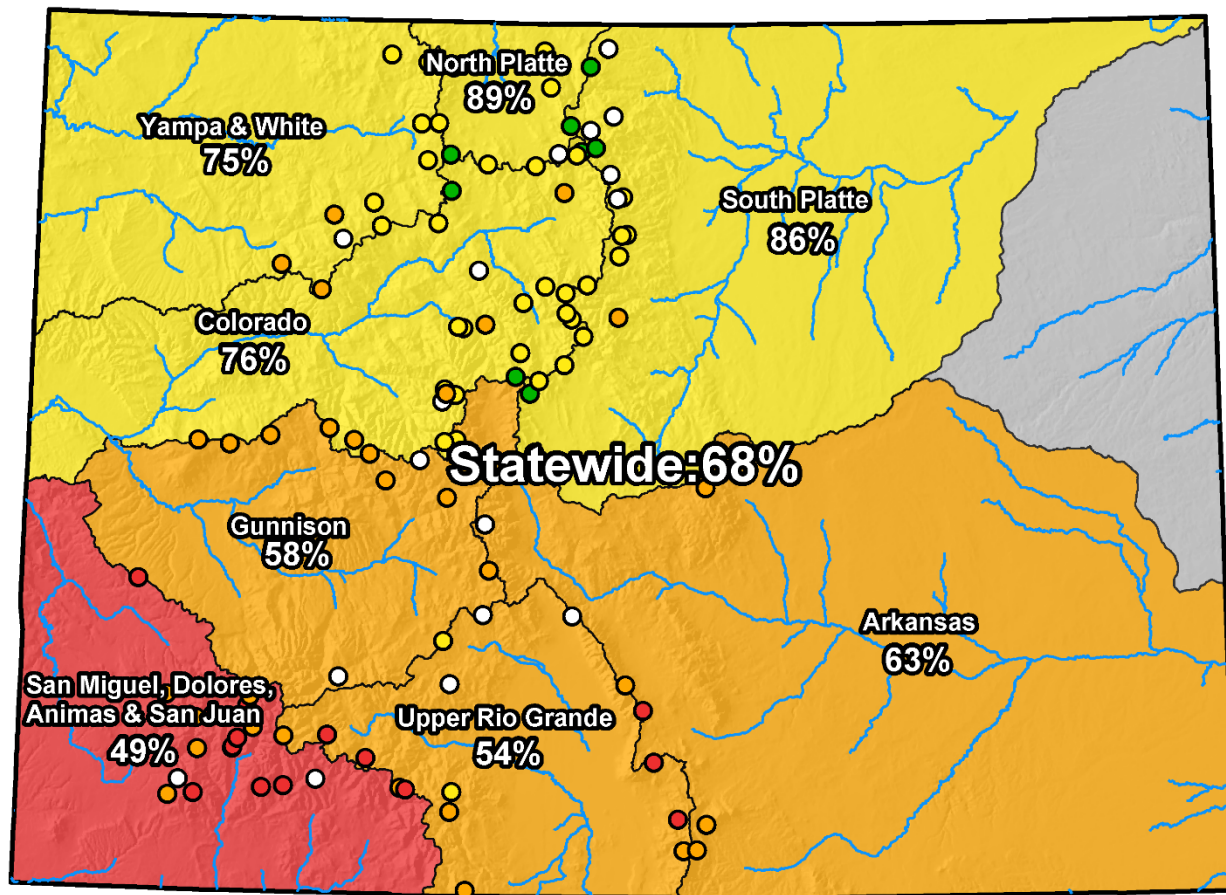 North Platte
89%
Yampa & White
75%
South Platte
86%
Colorado
76%
Statewide:68%
Gunnison
58%
Arkansas
63%
San Miguel, Dolores,
Animas & San Juan
49%
Upper Rio Grande
54%